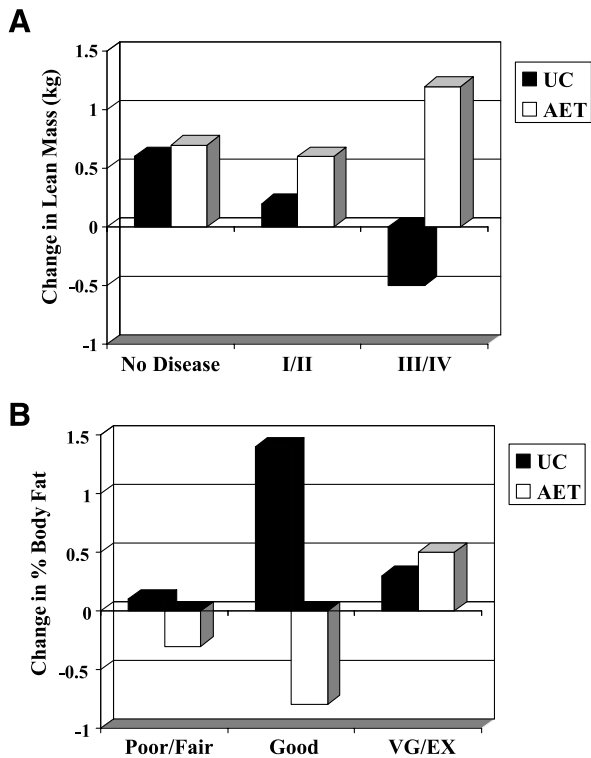 A
Change in Lean Mass (kg)
1.5
1
0.5
0
-0.5
-1
No Disease I/II III/IV
UC
AET
B
Change in % Body Fat
1.5
1
0.5
0
-0.5
-1
Poor/Fair Good VG/EX
UC
AET